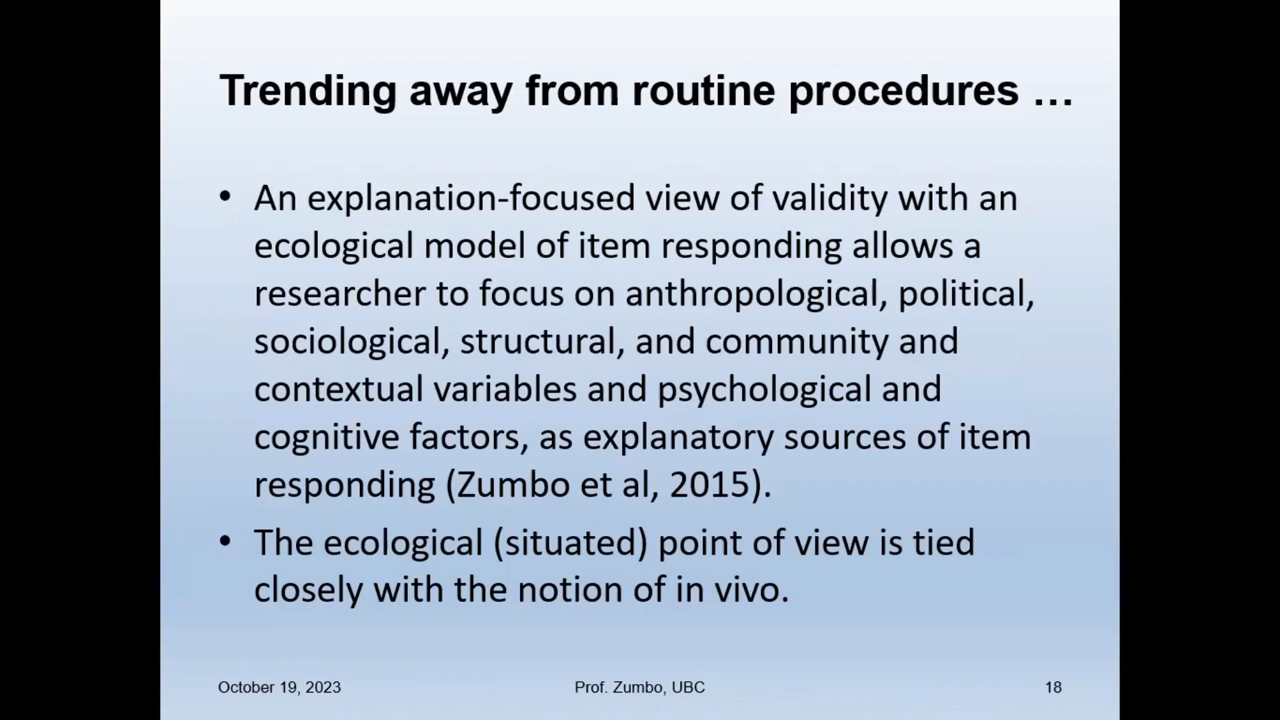 Trending away from routine procedures …
• An explanation-focused view of validity with an
ecological model of item responding allows a
researcher to focus on anthropological, political,
sociological, structural, and community and
contextual variables and psychological and
cognitive factors, as explanatory sources of item
responding (Zumbo et al, 2015).
• The ecological (situated) point of view is tied
closely with the notion of in vivo.
October 19, 2023 Prof. Zumbo, UBC 18